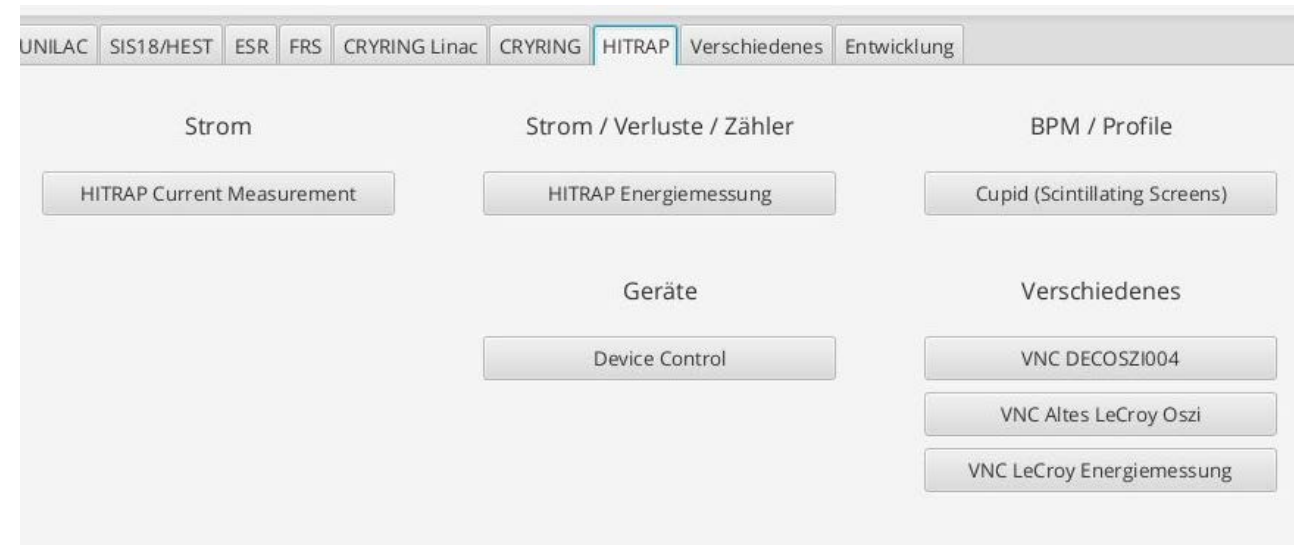 UNILAC SIS18/HEST ESR FRS CRYRING Linac CRYRING HITRAP Verschiedenes Entwicklung
Strom Strom / Verluste / Zähler BPM / Profile
HITRAP Current Measurement HITRAP Energiemessung Cupid (Scintillating Screens)
Geräte Verschiedenes
Device Control VNC DECOSZI004
VNC Altes LeCroy Oszi
VNC LeCroy Energiemessung